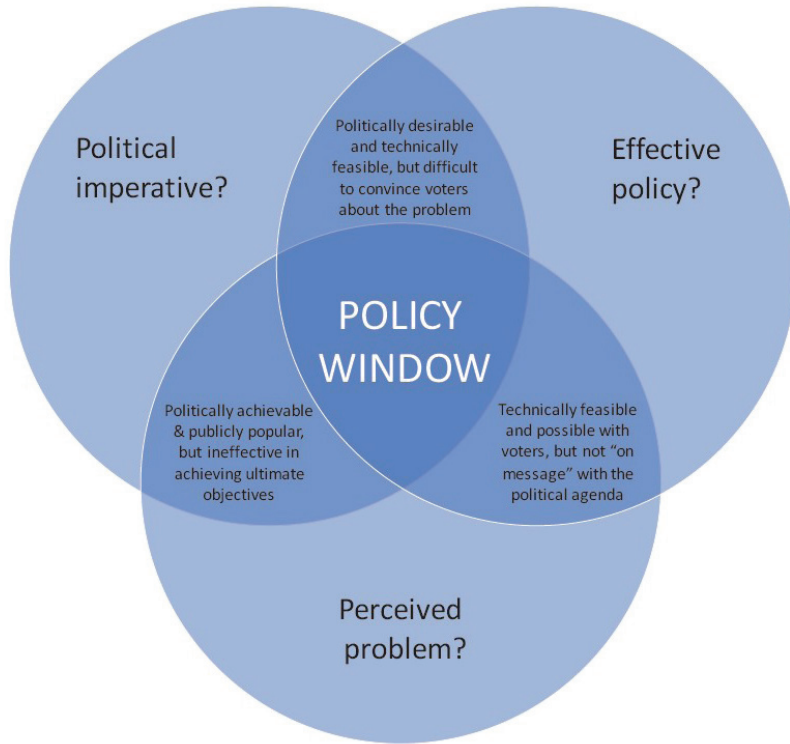 Politically desirable
and technically
feasible, but difficult
to convince voters
about the problem
Political
imperative?
Effective
policy?
POLICY
WINDOW
Politically achievable
& publicly popular,
but ineffective in
achieving ultimate
objectives
Technically feasible
and possible with
voters, but not “on
message” with the
political agenda
Perceived
problem?